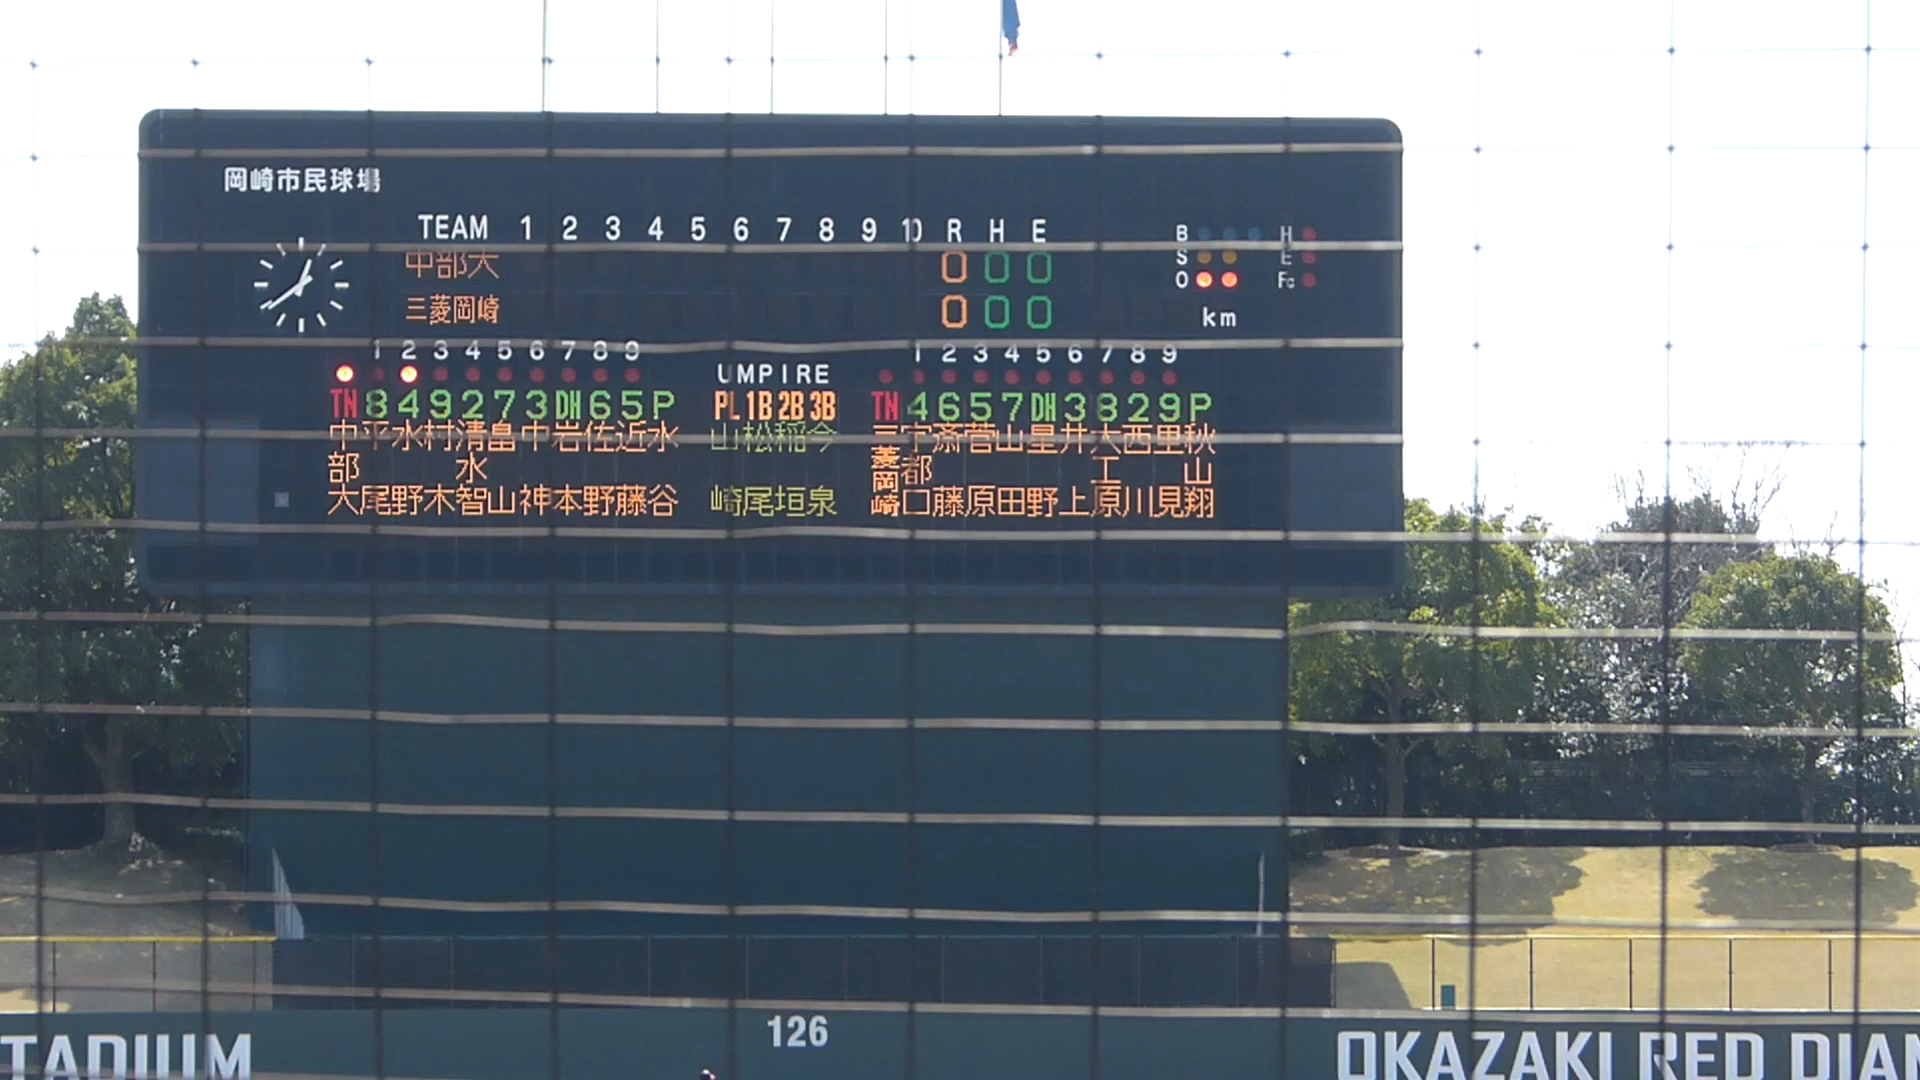 岡崎市民球場
TEAM 1 2 3 4 5 6 7 8 9 10 R H E
中部大 0 0 0
三菱岡崎 0 0 0
B H
S E
O Fc
km
1 2 3 4 5 6 7 8 9
UMPIRE
1 2 3 4 5 6 7 8 9
TN 8 4 9 2 7 3 DH 6 5 P
PL 1B 2B 3B
TN 4 6 5 7 DH 3 8 2 9 P
中部大 平尾 水野 村木 清水智 畠山 中神 岩本 佐野 近藤 水谷
山崎 松尾 稲垣 今泉
三菱岡崎 宇都口 斎藤 菅原 山田 星野 井上 大工原 西川 里見 秋山翔
126
TADIUM
OKAZAKI RED DIAM